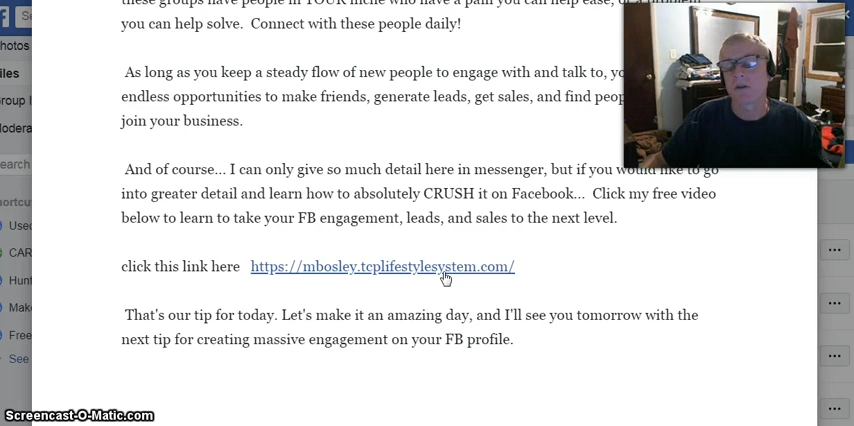 these groups have people in YOUR niche who have a pain you can help ease, or a problem
you can help solve. Connect with these people daily!
As long as you keep a steady flow of new people to engage with and talk to,
endless opportunities to make friends, generate leads, get sales, and find
join your business.
And of course... I can only give so much detail here in messenger, but if you would like to go
into greater detail and learn how to absolutely CRUSH it on Facebook... Click my free video
below to learn to take your FB engagement, leads, and sales to the next level.
click this link here https://mbosley.tcplifestylesystem.com/
That's our tip for today. Let's make it an amazing day, and I'll see you tomorrow with the
next tip for creating massive engagement on your FB profile.
Se
hotos
iles
Group I
Modera
earch
hortcu
Used
CAR
Hunt
Make
Free
See
Screencast-O-Matic.com